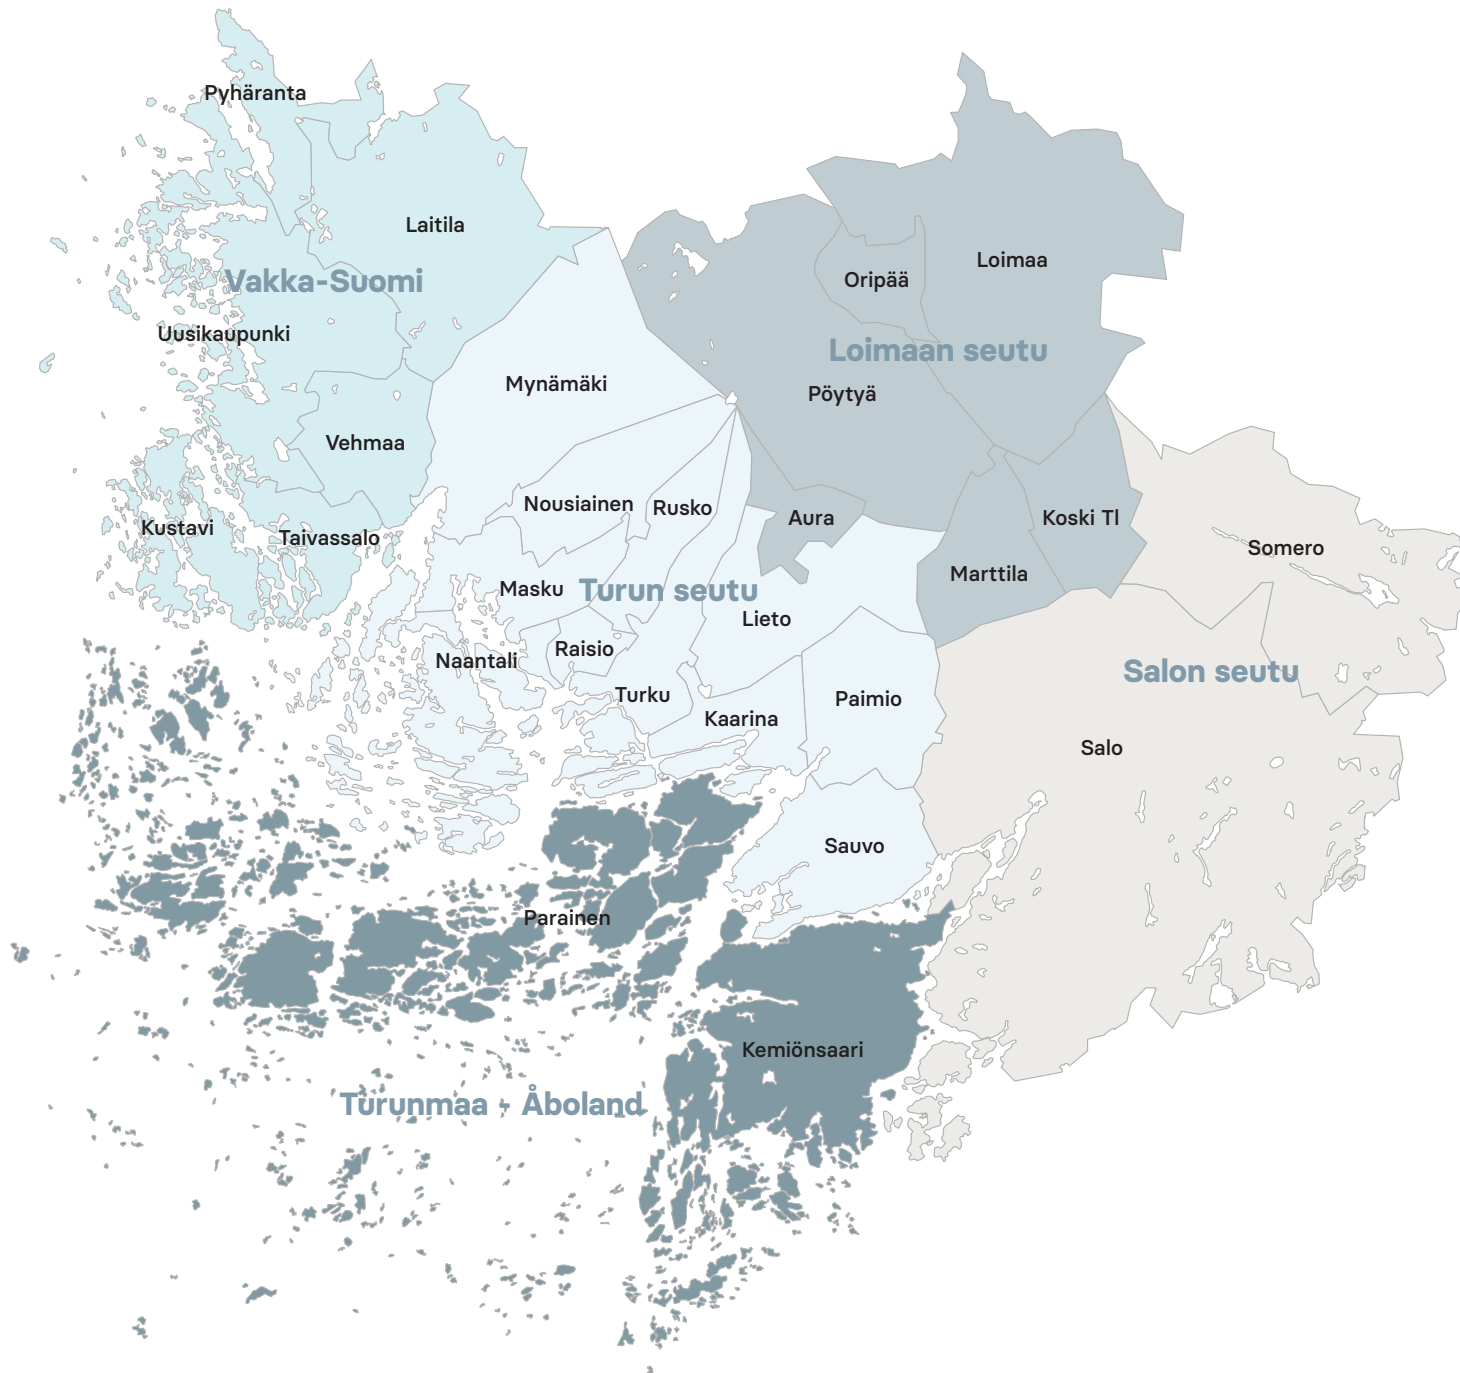 Pyhäranta
Laitila
Vakka-Suomi
Uusikaupunki
Vehmaa
Kustavi
Taivassalo
Loimaa
Oripää
Loimaan seutu
Pöytyä
Aura
Koski Tl
Marttila
Mynämäki
Nousiainen
Rusko
Masku
Turun seutu
Lieto
Raisio
Naantali
Turku
Kaarina
Paimio
Sauvo
Somero
Salon seutu
Salo
Parainen
Kemiönsaari
Turunmaa - Åboland